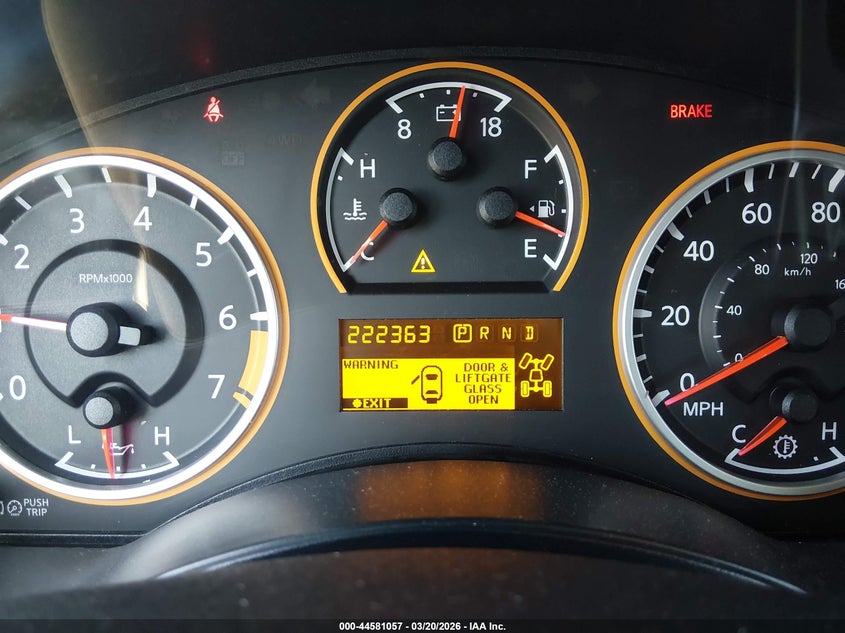 BRAKE
8 18
H F
C E
2 3 4 5 6 7 0
RPMx1000
L H
PUSH
TRIP
222363 P R N D
WARNING
DOOR &
LIFTGATE
GLASS
OPEN
EXIT
0 20 40 60 80
0 40 80 120
km/h
MPH
C H
000-44581057 — 03/20/2026 — IAA Inc.